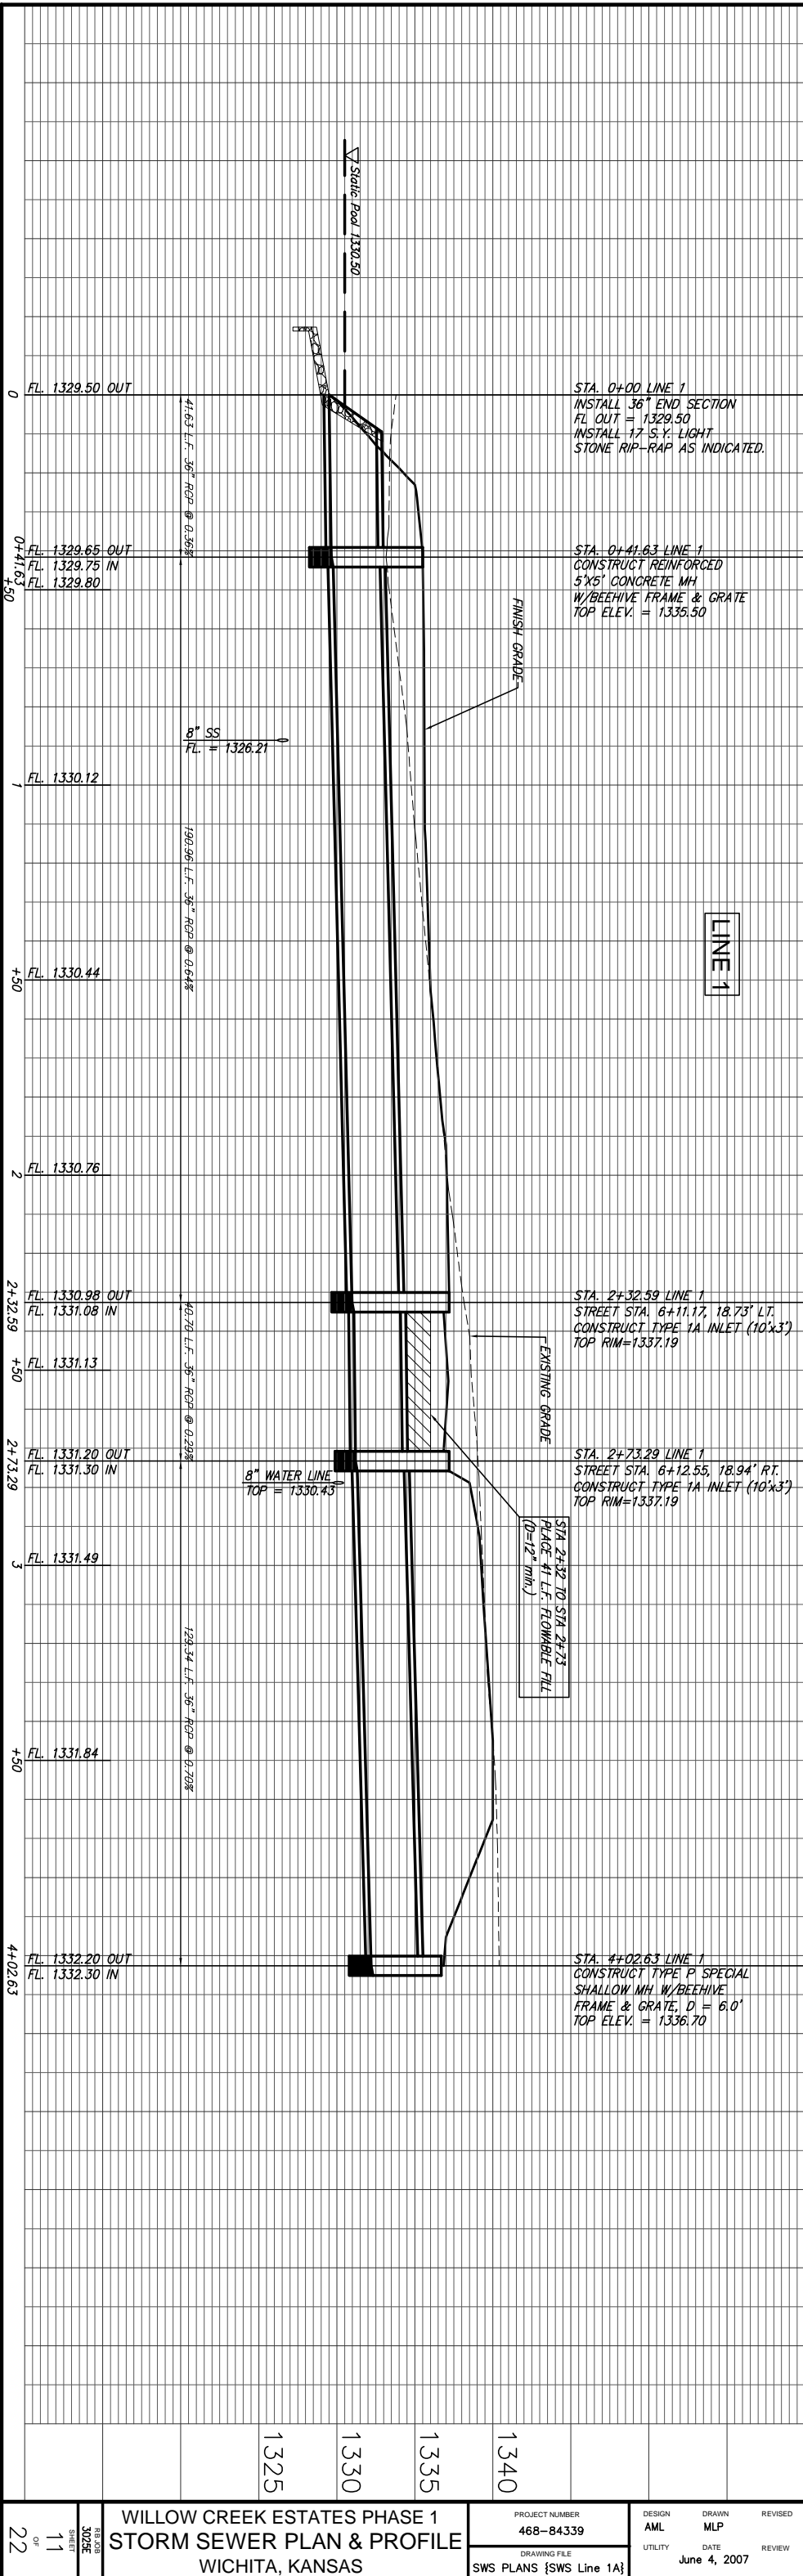 Static Pool 1330.50
FL. 1329.50 OUT
0
STA. 0+00 LINE 1
INSTALL 36" END SECTION
FL OUT = 1329.50
INSTALL 17 S.Y. LIGHT
STONE RIP-RAP AS INDICATED.
41.63 L.F. 36" RCP @ 0.36%
FL. 1329.65 OUT
FL. 1329.75 IN
FL. 1329.80
0+41.63
+50
STA. 0+41.63 LINE 1
CONSTRUCT REINFORCED
5'X5' CONCRETE MH
W/BEEHIVE FRAME & GRATE
TOP ELEV. = 1335.50
FINISH GRADE
8" SS
FL. = 1326.21
FL. 1330.12
1
190.96 L.F. 36" RCP @ 0.64%
LINE 1
FL. 1330.44
+50
FL. 1330.76
2
FL. 1330.98 OUT
FL. 1331.08 IN
2+32.59
STA. 2+32.59 LINE 1
STREET STA. 6+11.17, 18.73' LT.
CONSTRUCT TYPE 1A INLET (10'x3')
TOP RIM=1337.19
40.70 L.F. 36" RCP @ 0.29%
FL. 1331.13
+50
EXISTING GRADE
FL. 1331.20 OUT
FL. 1331.30 IN
2+73.29
STA. 2+73.29 LINE 1
STREET STA. 6+12.55, 18.94' RT.
CONSTRUCT TYPE 1A INLET (10'x3')
TOP RIM=1337.19
8" WATER LINE
TOP = 1330.43
STA 2+32 TO STA 2+73
PLACE 41 L.F. FLOWABLE FILL
(D=12" min.)
FL. 1331.49
3
129.34 L.F. 36" RCP @ 0.70%
FL. 1331.84
+50
FL. 1332.20 OUT
FL. 1332.30 IN
4+02.63
STA. 4+02.63 LINE 1
CONSTRUCT TYPE P SPECIAL
SHALLOW MH W/BEEHIVE
FRAME & GRATE, D = 6.0'
TOP ELEV. = 1336.70
1325
1330
1335
1340
RB JOB
3025E
SHEET
11
OF
22
WILLOW CREEK ESTATES PHASE 1
STORM SEWER PLAN & PROFILE
WICHITA, KANSAS
PROJECT NUMBER
468-84339
DRAWING FILE
SWS PLANS {SWS Line 1A}
DESIGN DRAWN REVISED
AML MLP
UTILITY DATE REVIEW
June 4, 2007